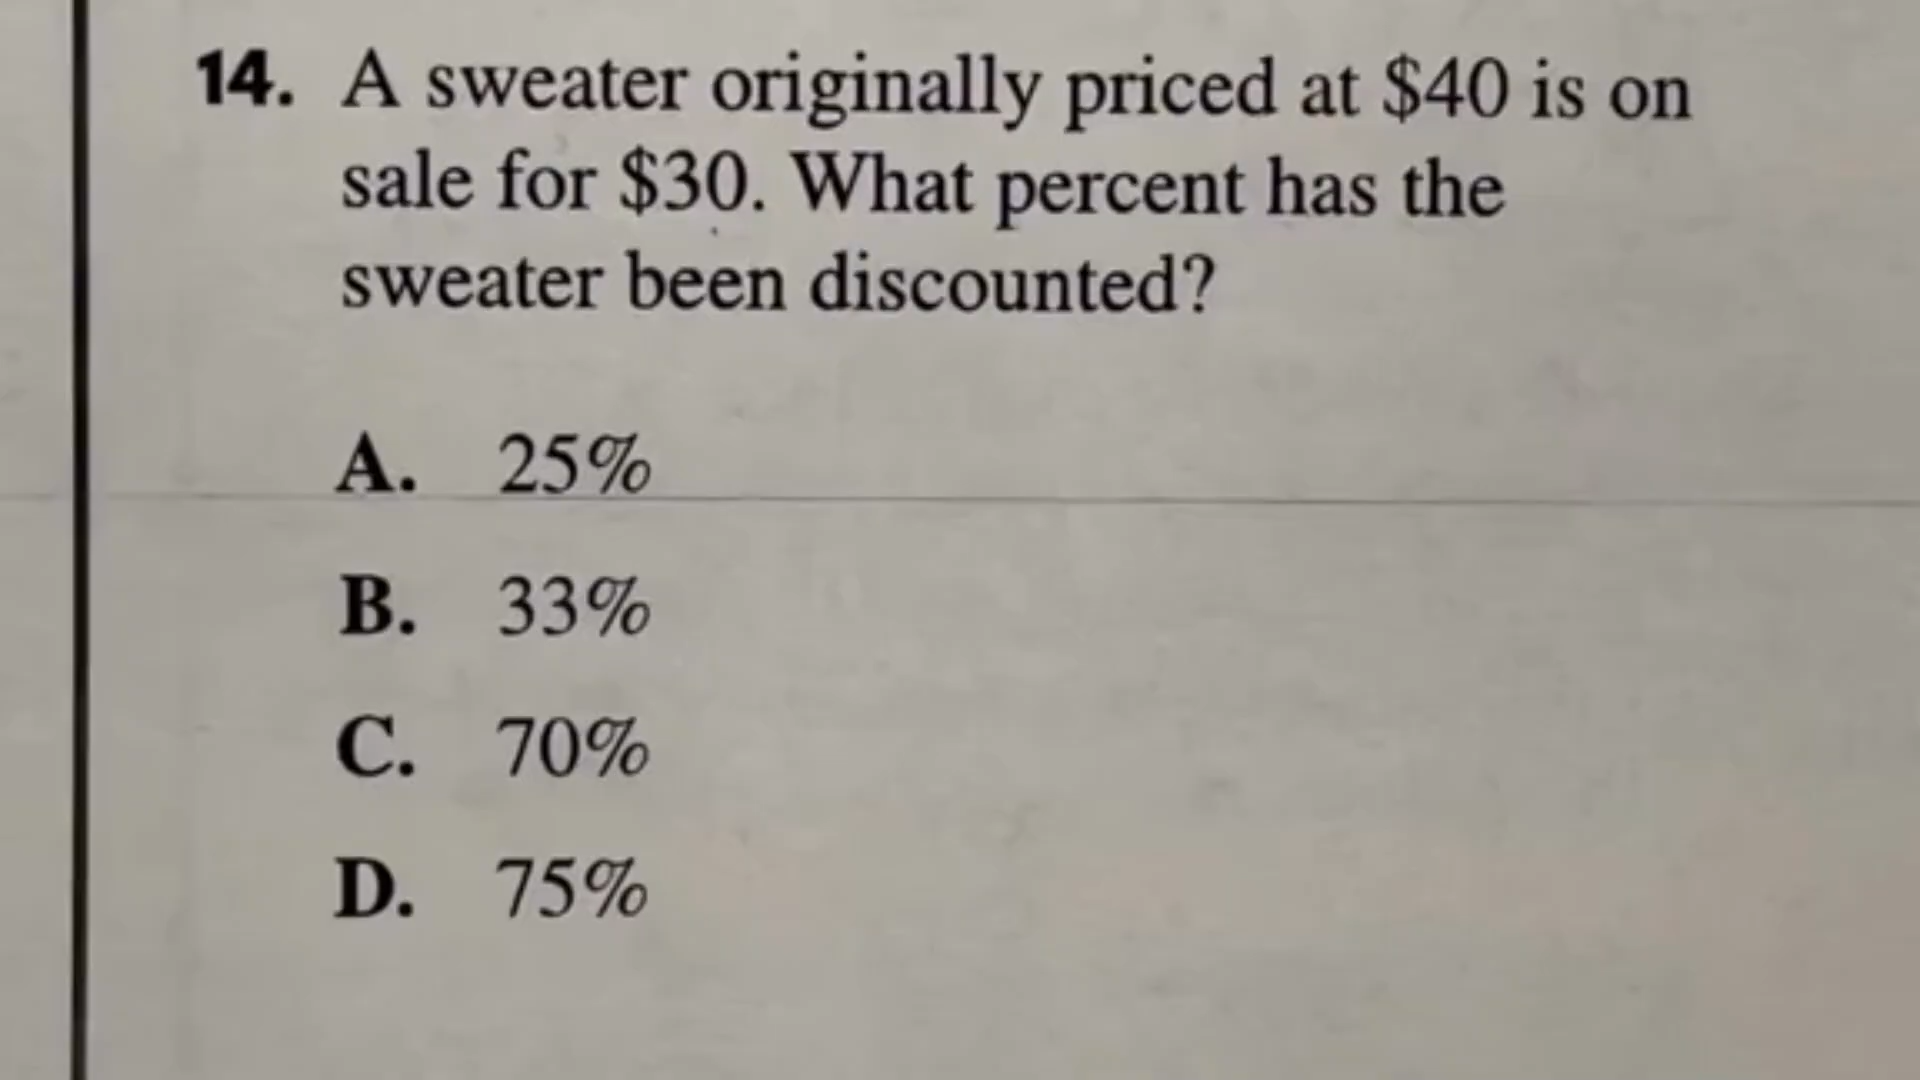 14. A sweater originally priced at $40 is on
sale for $30. What percent has the
sweater been discounted?
A. 25%
B. 33%
C. 70%
D. 75%